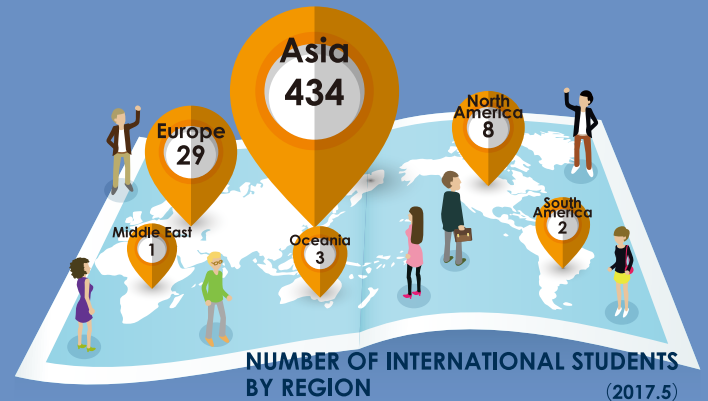 Asia
434
North
America
8
Europe
29
South
America
2
Middle East
1
Oceania
3
NUMBER OF INTERNATIONAL STUDENTS
BY REGION
(2017.5)